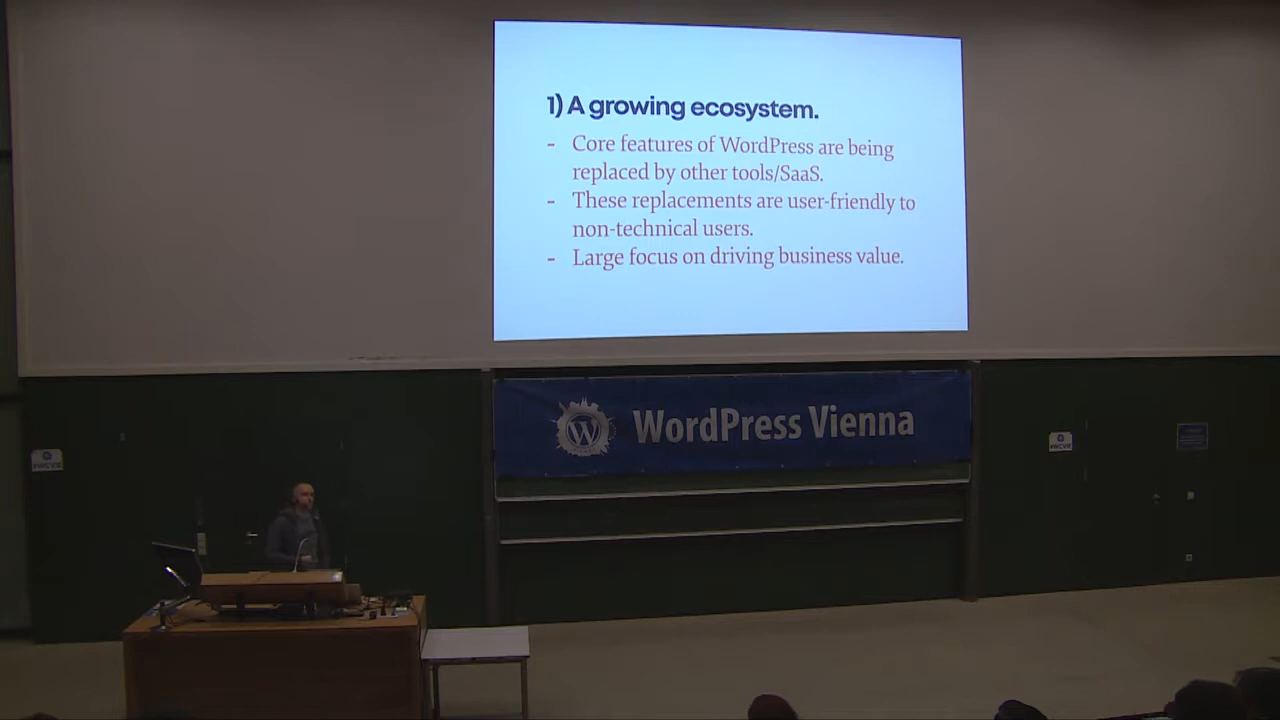 1) A growing ecosystem.
- Core features of WordPress are being
replaced by other tools/SaaS.
- These replacements are user-friendly to
non-technical users.
- Large focus on driving business value.
WordPress Vienna